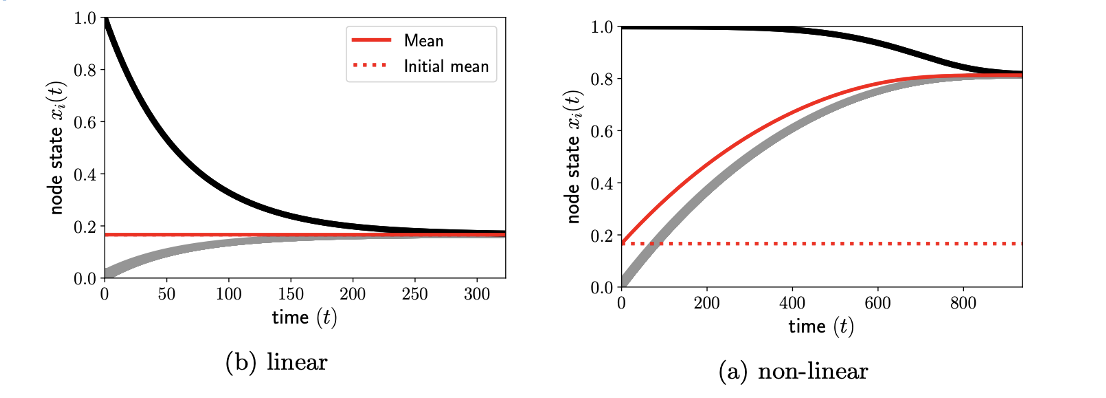 1.0
0.8
0.6
0.4
0.2
0.0
node state xᵢ(t)
Mean
Initial mean
0 50 100 150 200 250 300
time (t)
(b) linear
1.0
0.8
0.6
0.4
0.2
0.0
node state xᵢ(t)
0 200 400 600 800
time (t)
(a) non-linear